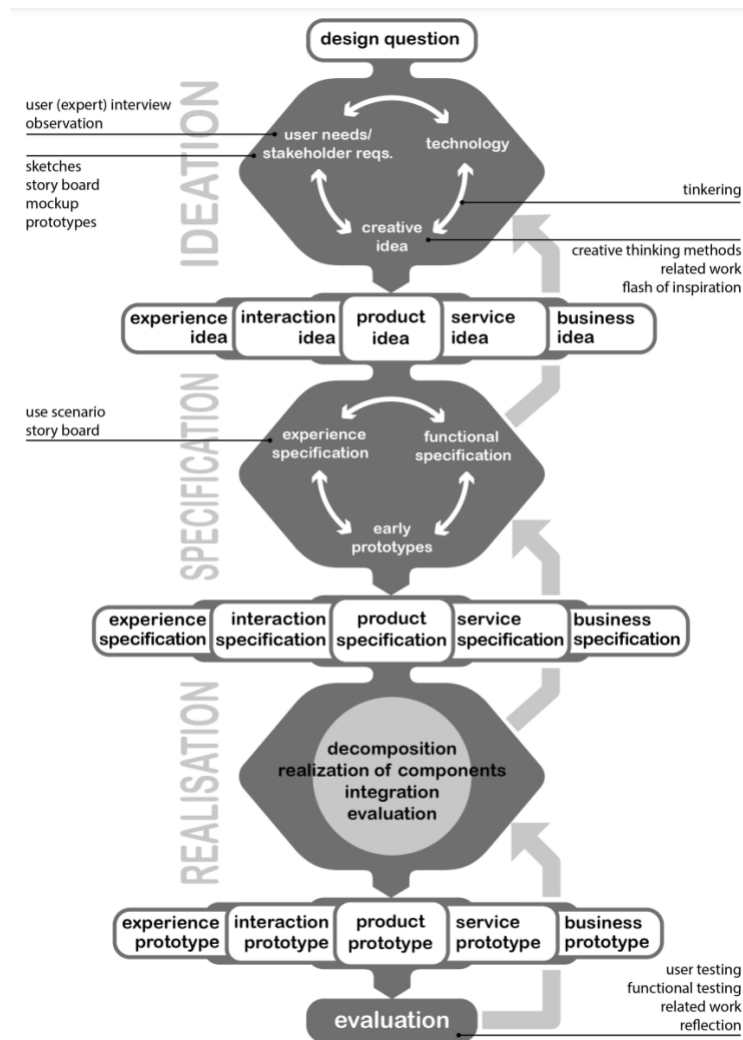 design question
IDEATION
user (expert) interview
observation
user needs/
stakeholder reqs.
technology
sketches
story board
mockup
prototypes
tinkering
creative
idea
creative thinking methods
related work
flash of inspiration
experience
idea
interaction
idea
product
idea
service
idea
business
idea
SPECIFICATION
use scenario
story board
experience
specification
functional
specification
early
prototypes
experience
specification
interaction
specification
product
specification
service
specification
business
specification
REALISATION
decomposition
realization of components
integration
evaluation
experience
prototype
interaction
prototype
product
prototype
service
prototype
business
prototype
evaluation
user testing
functional testing
related work
reflection